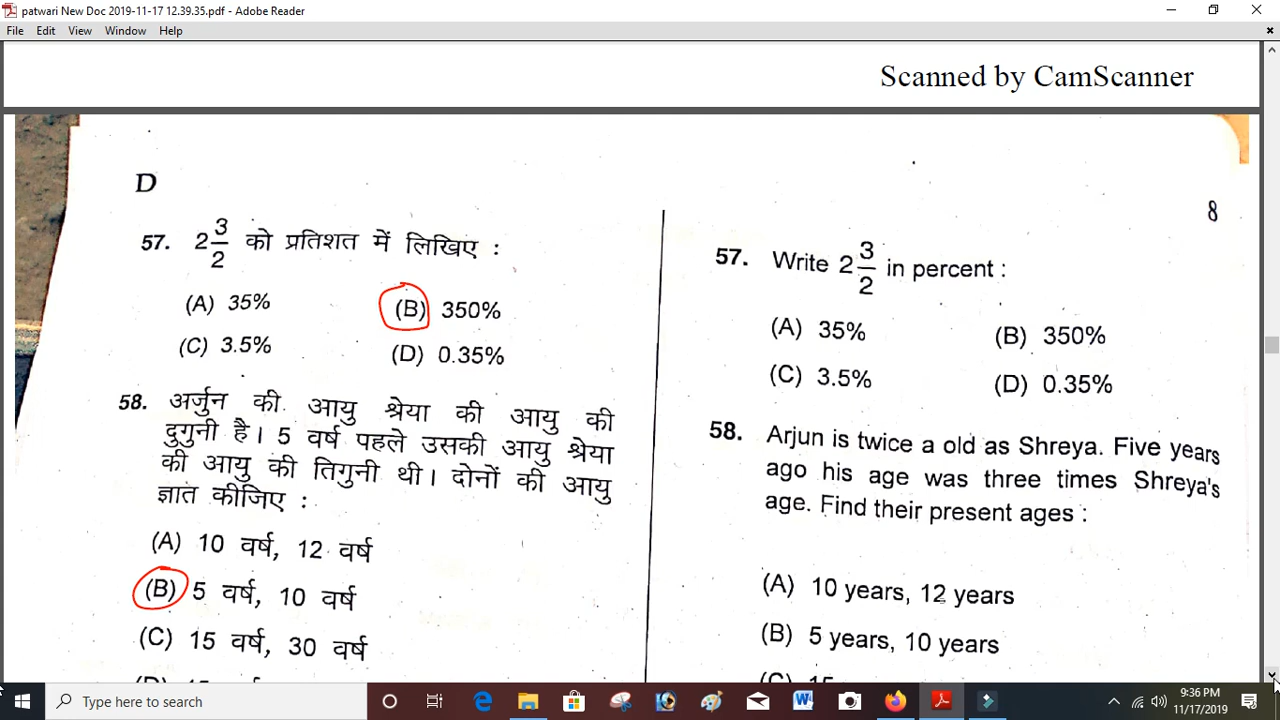 patwari New Doc 2019-11-17 12.39.35.pdf - Adobe Reader
File Edit View Window Help
Scanned by CamScanner
D
8
57. 2 3/2 को प्रतिशत में लिखिए :
(A) 35% (B) 350%
(C) 3.5% (D) 0.35%
58. अर्जुन की आयु श्रेया की आयु की
दुगुनी है। 5 वर्ष पहले उसकी आयु श्रेया
की आयु की तिगुनी थी। दोनों की आयु
ज्ञात कीजिए :
(A) 10 वर्ष, 12 वर्ष
(B) 5 वर्ष, 10 वर्ष
(C) 15 वर्ष, 30 वर्ष
57. Write 2 3/2 in percent :
(A) 35% (B) 350%
(C) 3.5% (D) 0.35%
58. Arjun is twice a old as Shreya. Five years
ago his age was three times Shreya's
age. Find their present ages :
(A) 10 years, 12 years
(B) 5 years, 10 years
Type here to search
9:36 PM
11/17/2019